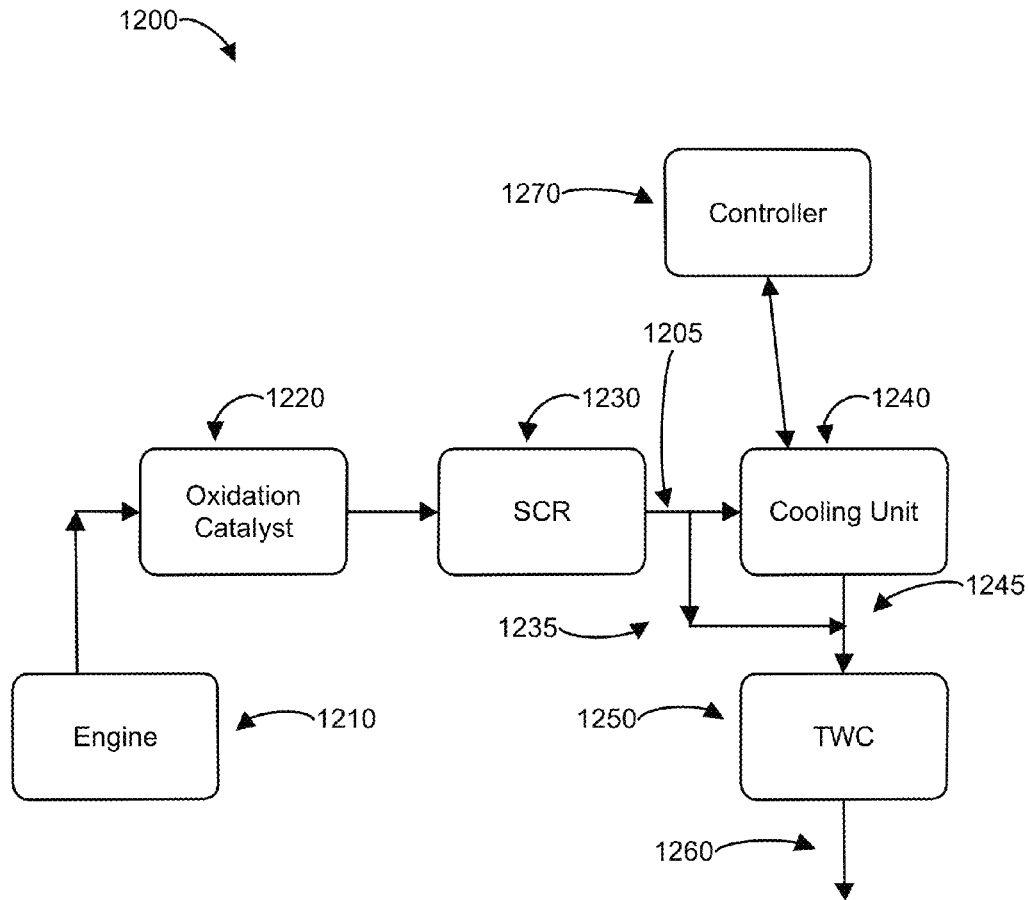 1200
1270
Controller
1205
1220
1230
1240
Oxidation
Catalyst
SCR
Cooling Unit
1245
1235
Engine
1210
1250
TWC
1260